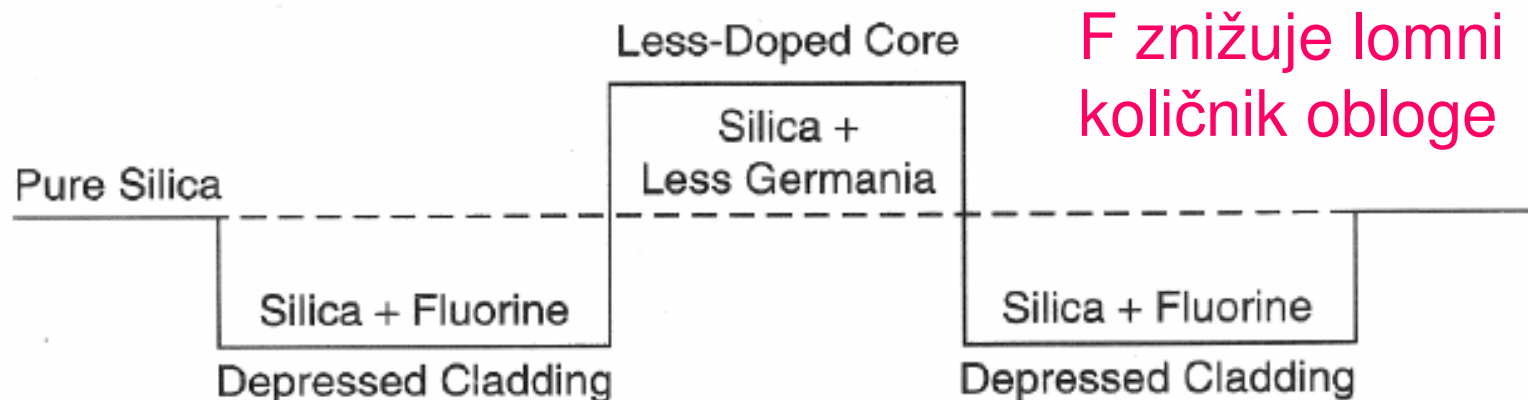 Less-Doped Core
F znižuje lomni
količnik obloge
Silica +
Less Germania
Pure Silica
Silica + Fluorine
Silica + Fluorine
Depressed Cladding
Depressed Cladding